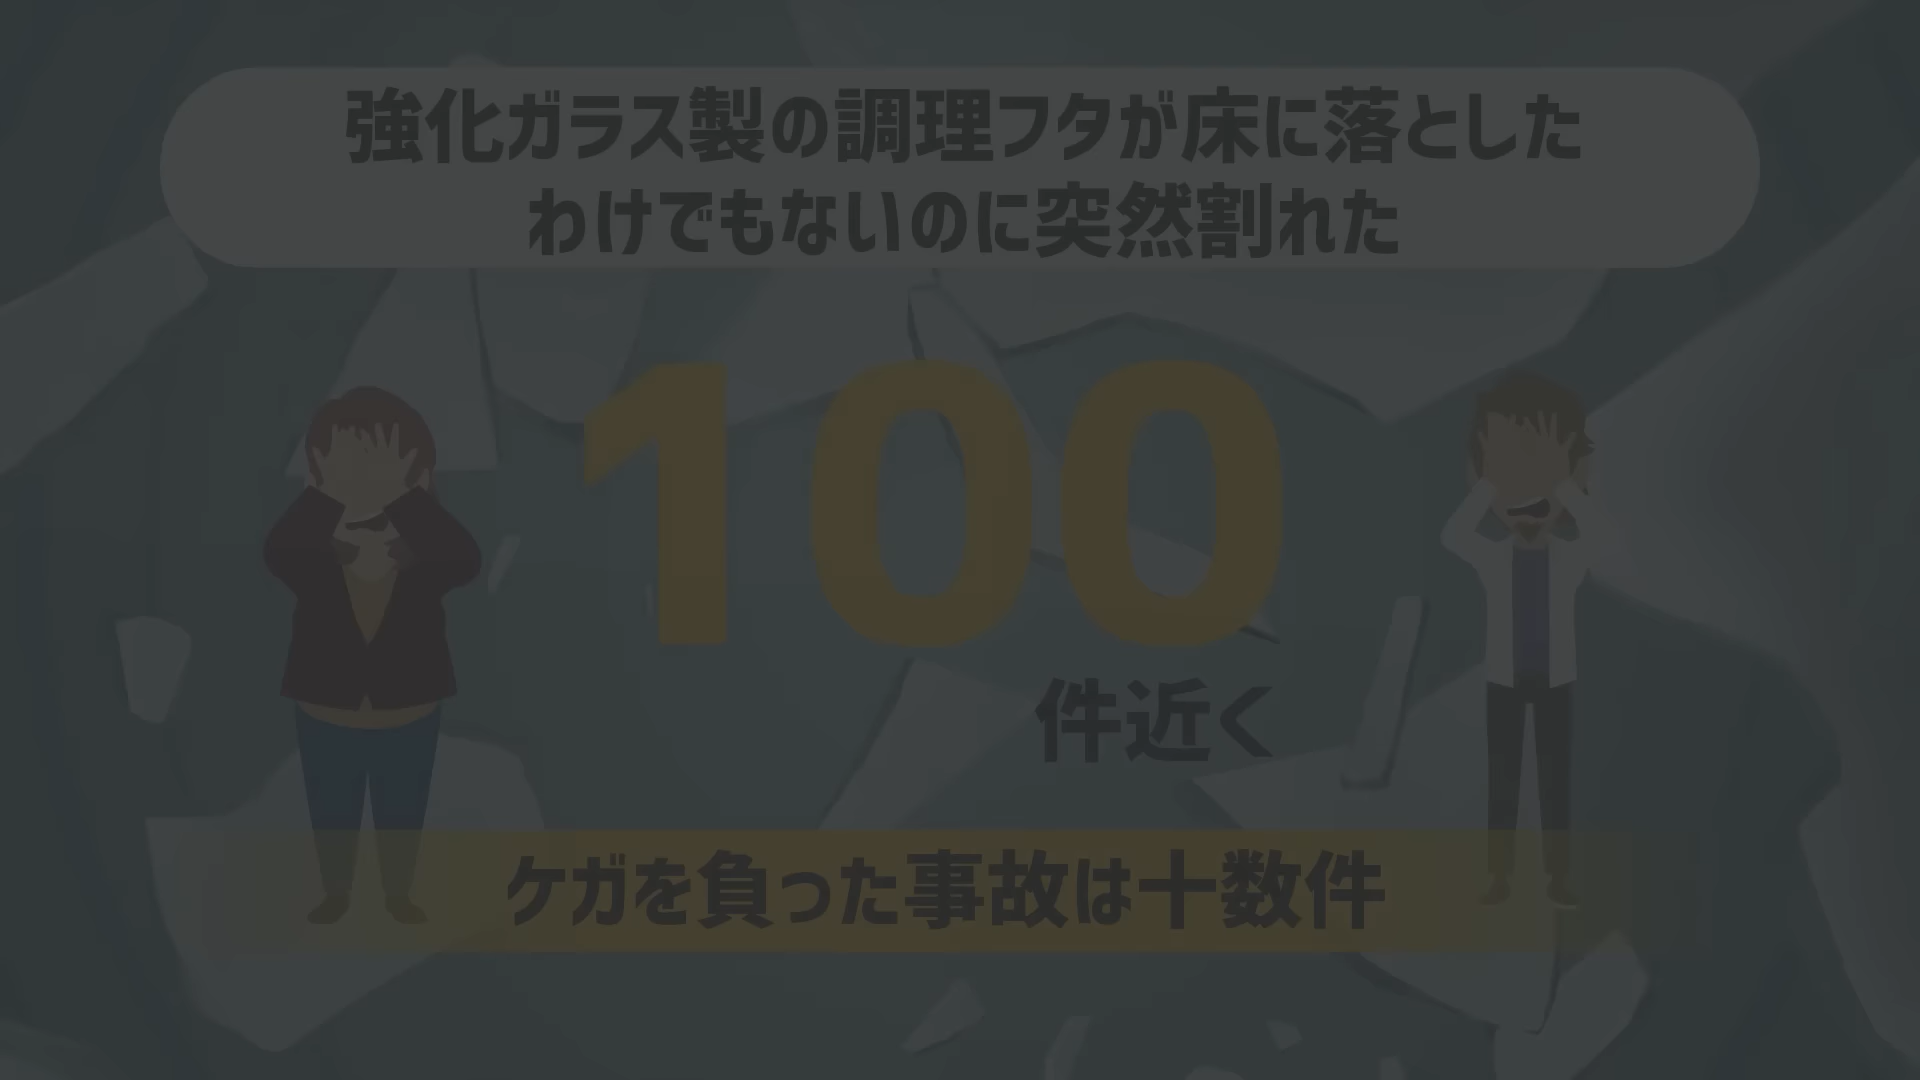 強化ガラス製の調理フタが床に落とした
わけでもないのに突然割れた
100
件近く
ケガを負った事故は十数件